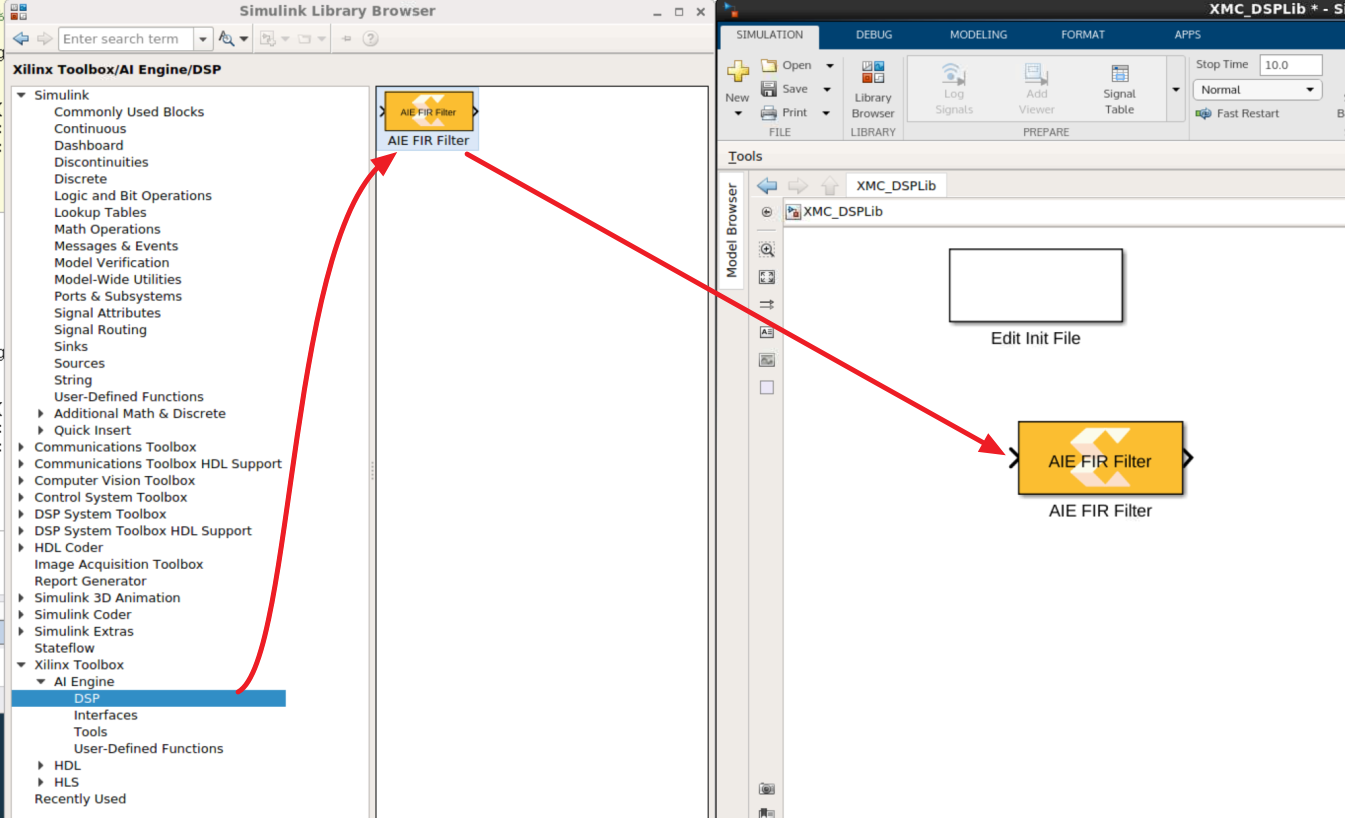 Simulink Library Browser
Enter search term
Xilinx Toolbox/AI Engine/DSP
Simulink
Commonly Used Blocks
Continuous
Dashboard
Discontinuities
Discrete
Logic and Bit Operations
Lookup Tables
Math Operations
Messages & Events
Model Verification
Model-Wide Utilities
Ports & Subsystems
Signal Attributes
Signal Routing
Sinks
Sources
String
User-Defined Functions
Additional Math & Discrete
Quick Insert
Communications Toolbox
Communications Toolbox HDL Support
Computer Vision Toolbox
Control System Toolbox
DSP System Toolbox
DSP System Toolbox HDL Support
HDL Coder
Image Acquisition Toolbox
Report Generator
Simulink 3D Animation
Simulink Coder
Simulink Extras
Stateflow
Xilinx Toolbox
AI Engine
DSP
Interfaces
Tools
User-Defined Functions
HDL
HLS
Recently Used
AIE FIR Filter
AIE FIR Filter
XMC_DSPLib * - Si
SIMULATION DEBUG MODELING FORMAT APPS
New
Open
Save
Print
FILE
Library
Browser
LIBRARY
Log
Signals
Add
Viewer
Signal
Table
PREPARE
Stop Time 10.0
Normal
Fast Restart
B
Tools
Model Browser
XMC_DSPLib
XMC_DSPLib
Edit Init File
AIE FIR Filter
AIE FIR Filter